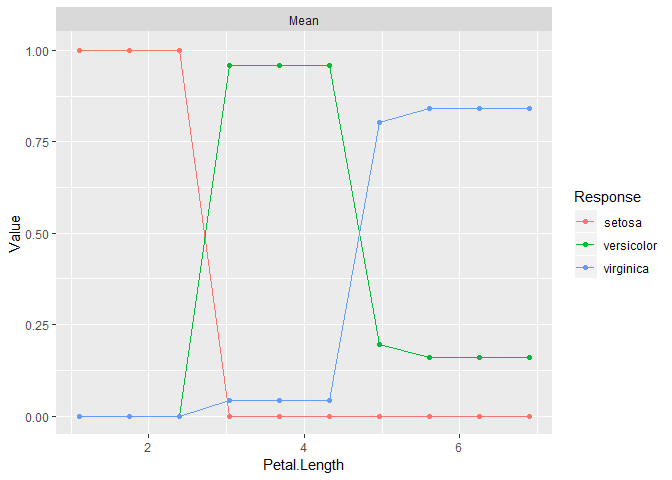 Mean
1.00
0.75
0.50
0.25
0.00
Value
2 4 6
Petal.Length
Response
setosa
versicolor
virginica